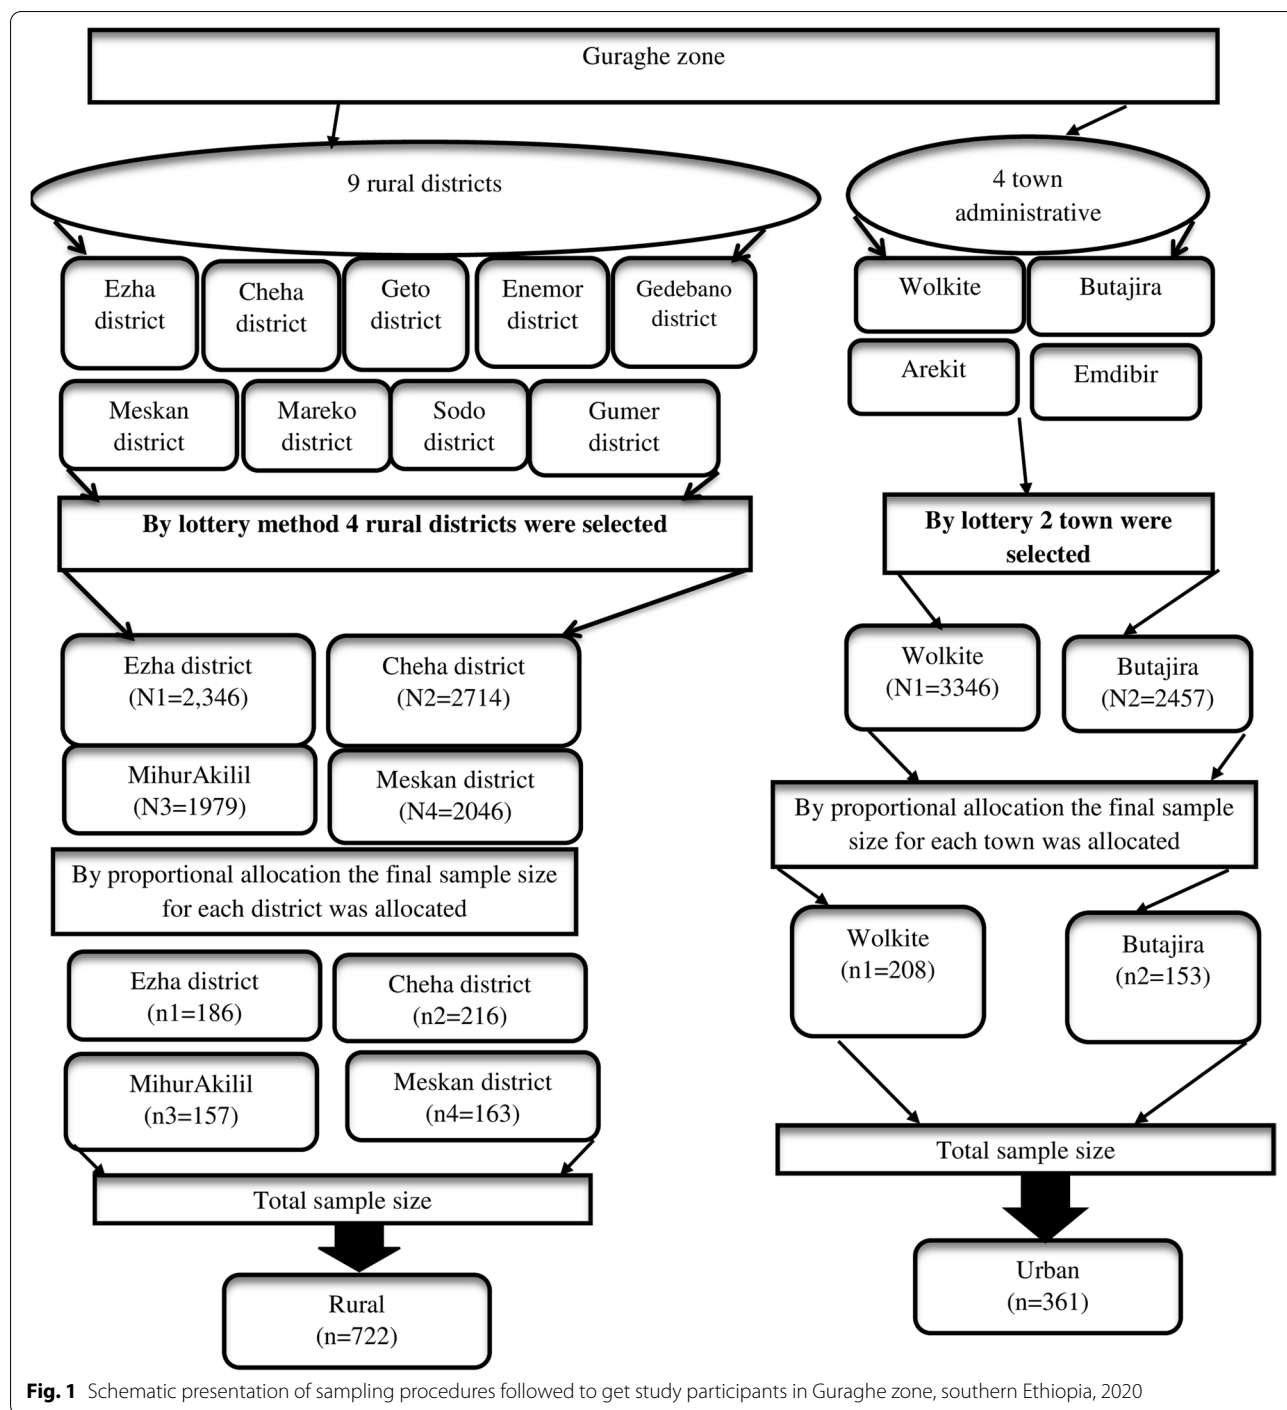 Guraghe zone
9 rural districts
4 town
administrative
Ezha
district
Cheha
district
Geto
district
Enemor
district
Gedebano
district
Wolkite
Butajira
Arekit
Emdibir
Meskan
district
Mareko
district
Sodo
district
Gumer
district
By lottery method 4 rural districts were selected
By lottery 2 town were
selected
Ezha district
(N1=2,346)
Cheha district
(N2=2714)
MihurAkilil
(N3=1979)
Meskan district
(N4=2046)
Wolkite
(N1=3346)
Butajira
(N2=2457)
By proportional allocation the final sample size
for each district was allocated
By proportional allocation the final sample
size for each town was allocated
Ezha district
(n1=186)
Cheha district
(n2=216)
MihurAkilil
(n3=157)
Meskan district
(n4=163)
Wolkite
(n1=208)
Butajira
(n2=153)
Total sample size
Total sample size
Rural
(n=722)
Urban
(n=361)
Fig. 1 Schematic presentation of sampling procedures followed to get study participants in Guraghe zone, southern Ethiopia, 2020